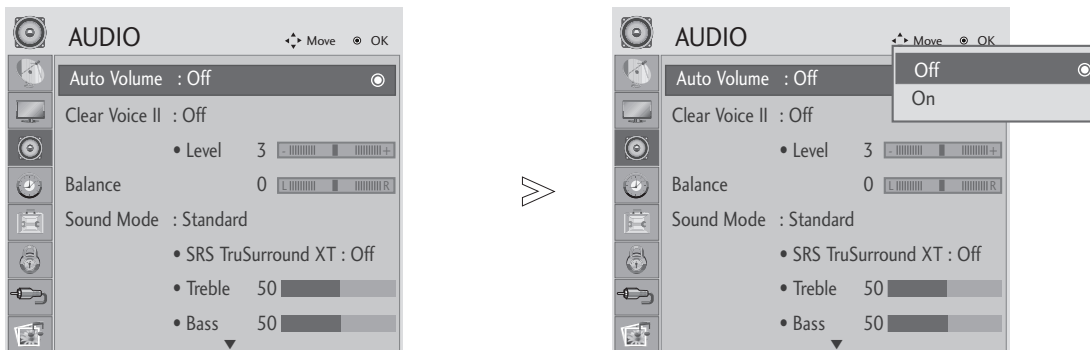 AUDIO
Move OK
Auto Volume : Off
Clear Voice II : Off
• Level 3 - +
Balance 0 L R
Sound Mode : Standard
• SRS TruSurround XT : Off
• Treble 50
• Bass 50
AUDIO
Move OK
Auto Volume : Off
Off
On
Clear Voice II : Off
• Level 3 - +
Balance 0 L R
Sound Mode : Standard
• SRS TruSurround XT : Off
• Treble 50
• Bass 50